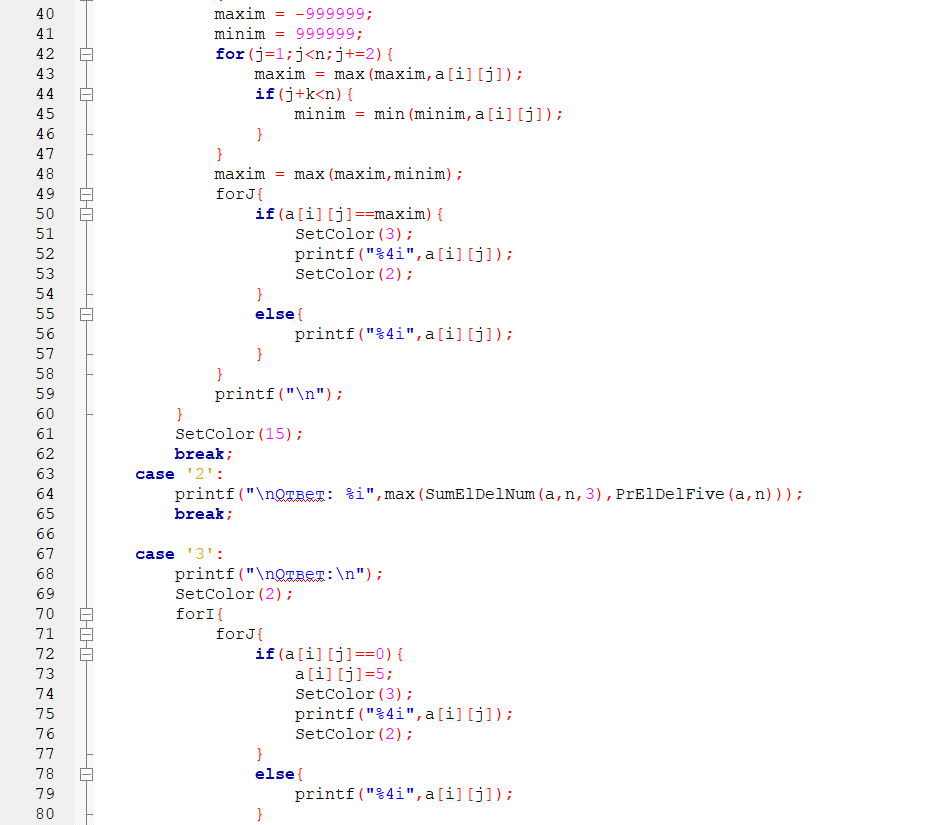 40 maxim = -999999;
41 minim = 999999;
42 for(j=1;j<n;j+=2){
43 maxim = max(maxim,a[i][j]);
44 if(j+k<n){
45 minim = min(minim,a[i][j]);
46 }
47 }
48 maxim = max(maxim,minim);
49 forJ{
50 if(a[i][j]==maxim){
51 SetColor(3);
52 printf("%4i",a[i][j]);
53 SetColor(2);
54 }
55 else{
56 printf("%4i",a[i][j]);
57 }
58 }
59 printf("\n");
60 }
61 SetColor(15);
62 break;
63 case '2':
64 printf("\nОтвет: %i",max(SumElDelNum(a,n,3),PrElDelFive(a,n)));
65 break;
66
67 case '3':
68 printf("\nОтвет:\n");
69 SetColor(2);
70 forI{
71 forJ{
72 if(a[i][j]==0){
73 a[i][j]=5;
74 SetColor(3);
75 printf("%4i",a[i][j]);
76 SetColor(2);
77 }
78 else{
79 printf("%4i",a[i][j]);
80 }